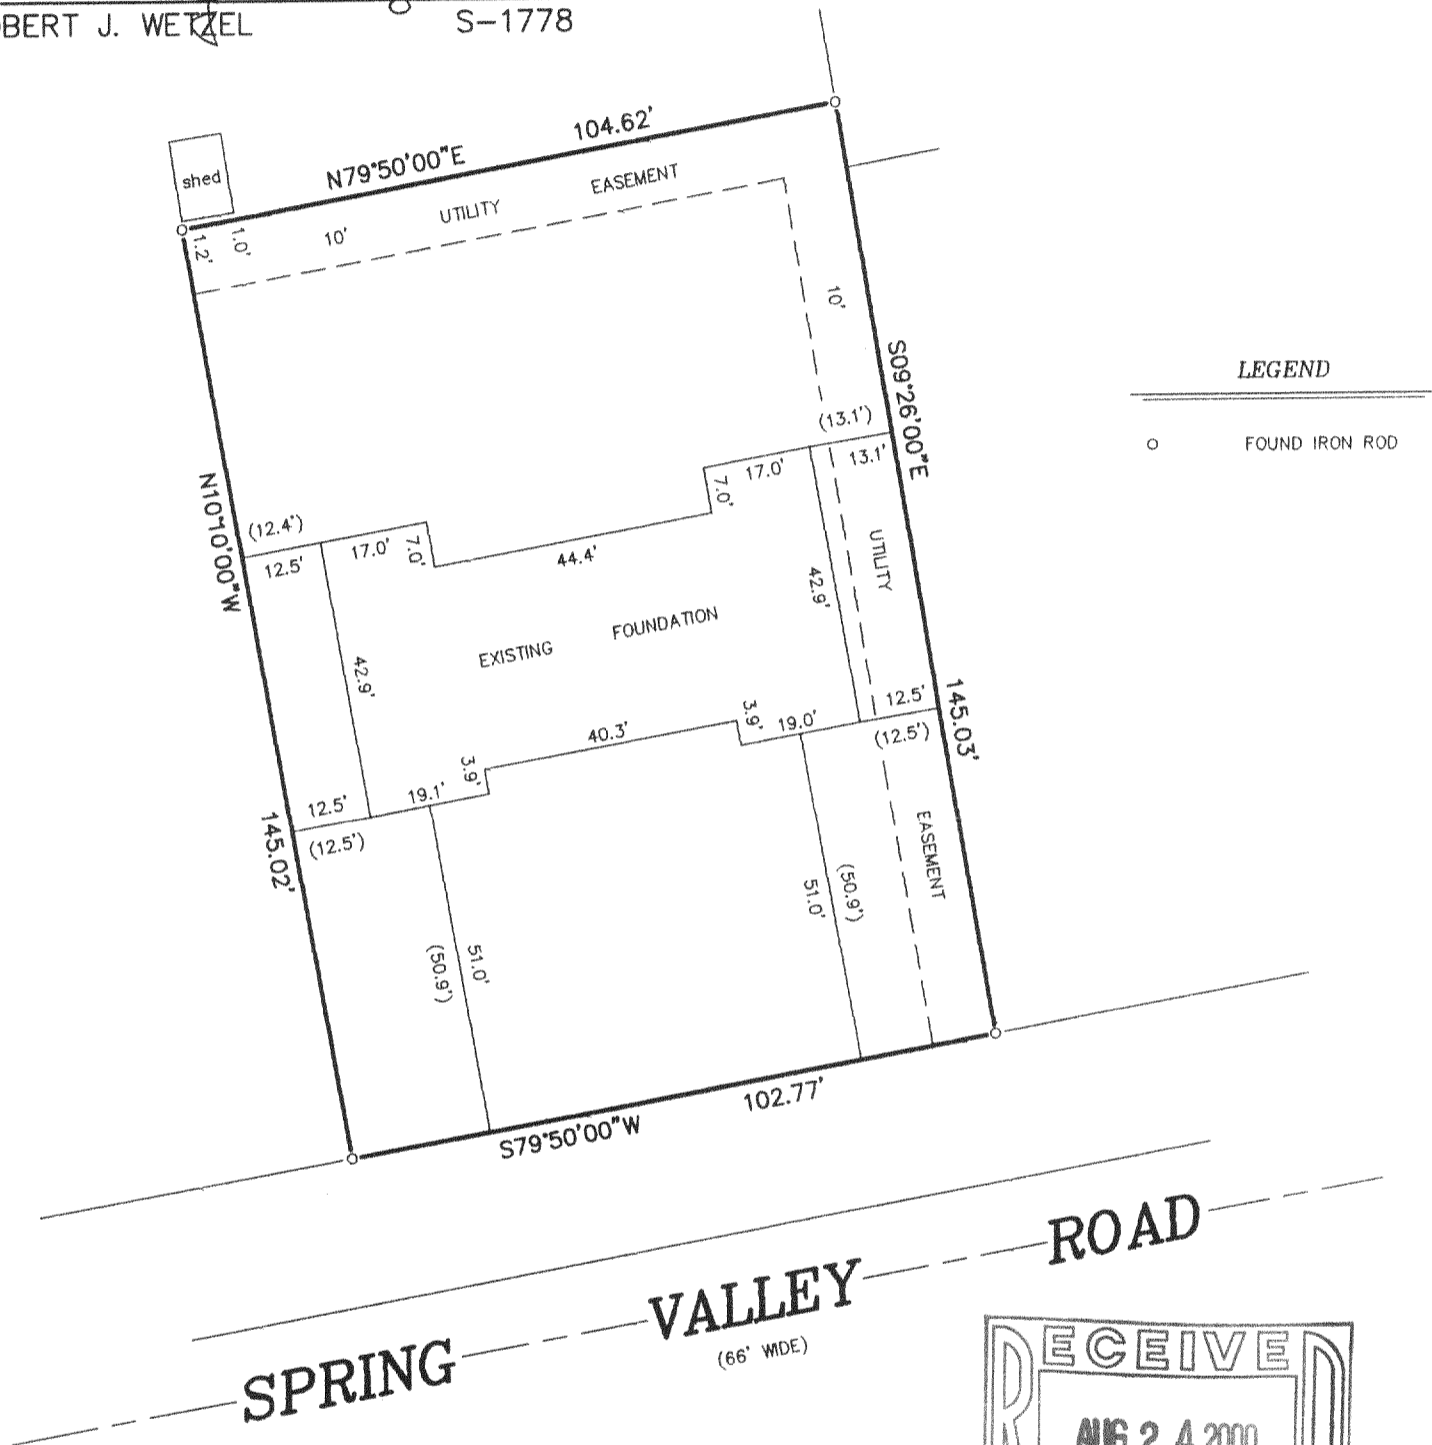 BERT J. WETZEL
S-1778
104.62'
N79°50'00"E
shed
UTILITY EASEMENT
10'
1.2'
1.0'
10'
S09°26'00"E
LEGEND
FOUND IRON ROD
(13.1')
13.1'
17.0'
7.0'
N10°10'00"W
(12.4')
12.5'
17.0'
7.0'
44.4'
UTILITY
42.9'
EXISTING FOUNDATION
42.9'
12.5'
(12.5')
145.03'
3.9'
19.0'
40.3'
3.9'
19.1'
12.5'
(12.5')
145.02'
EASEMENT
(50.9')
51.0'
51.0'
(50.9')
102.77'
S79°50'00"W
SPRING VALLEY ROAD
(66' WIDE)
RECEIVED
AUG 24 2000